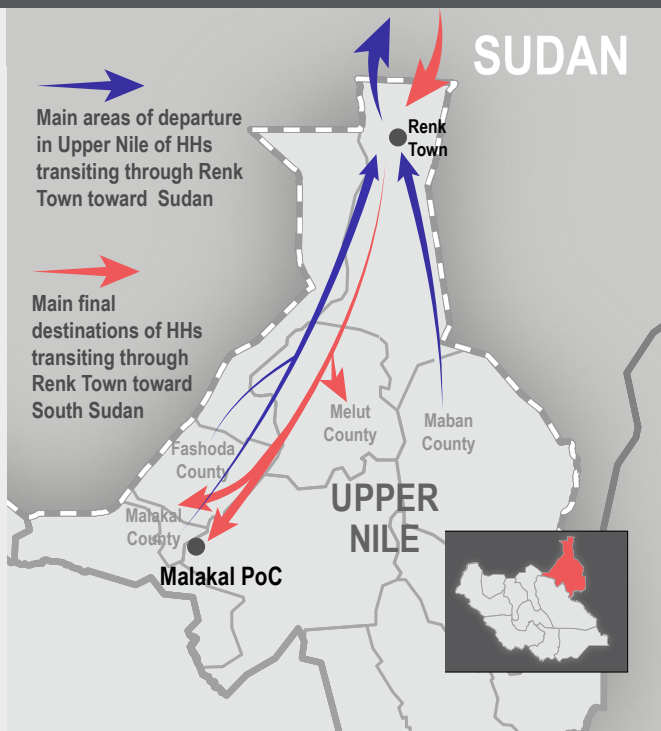 SUDAN
Main areas of departure
in Upper Nile of HHs
transiting through Renk
Town toward Sudan
Renk
Town
Main final
destinations of HHs
transiting through
Renk Town toward
South Sudan
Melut
County
Maban
County
Fashoda
County
UPPER
NILE
Malakal
County
Malakal PoC